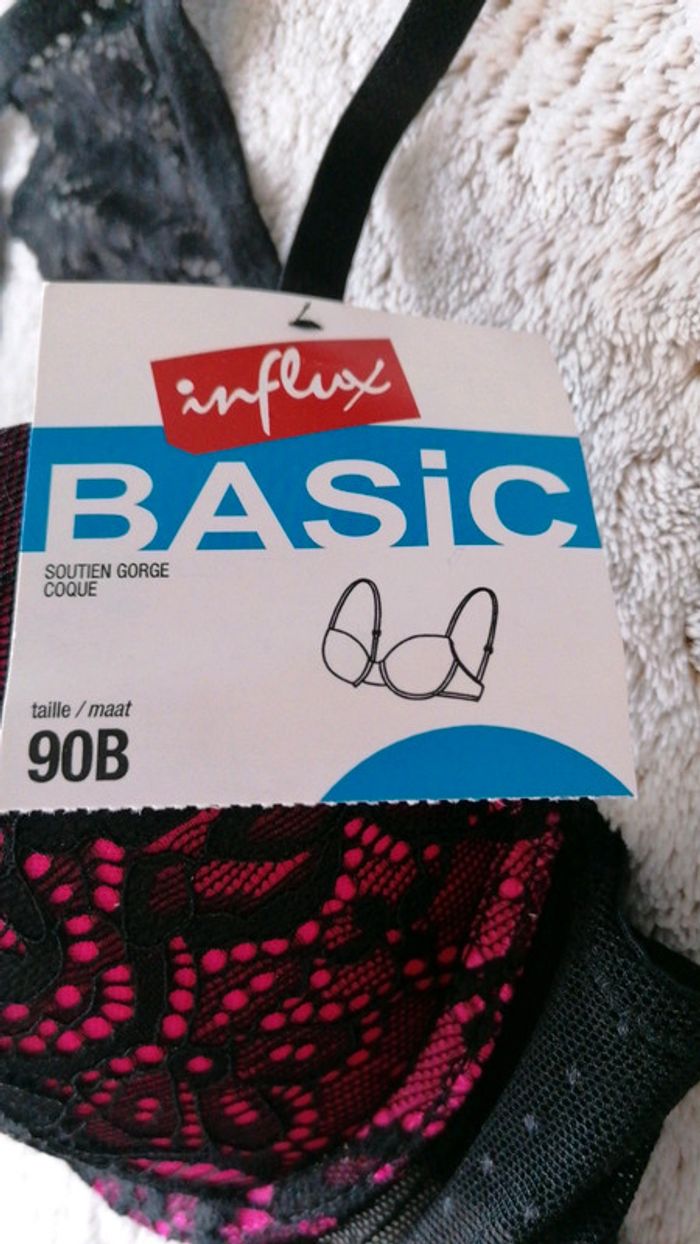 influx
BASiC
SOUTIEN GORGE
COQUE
taille / maat
90B